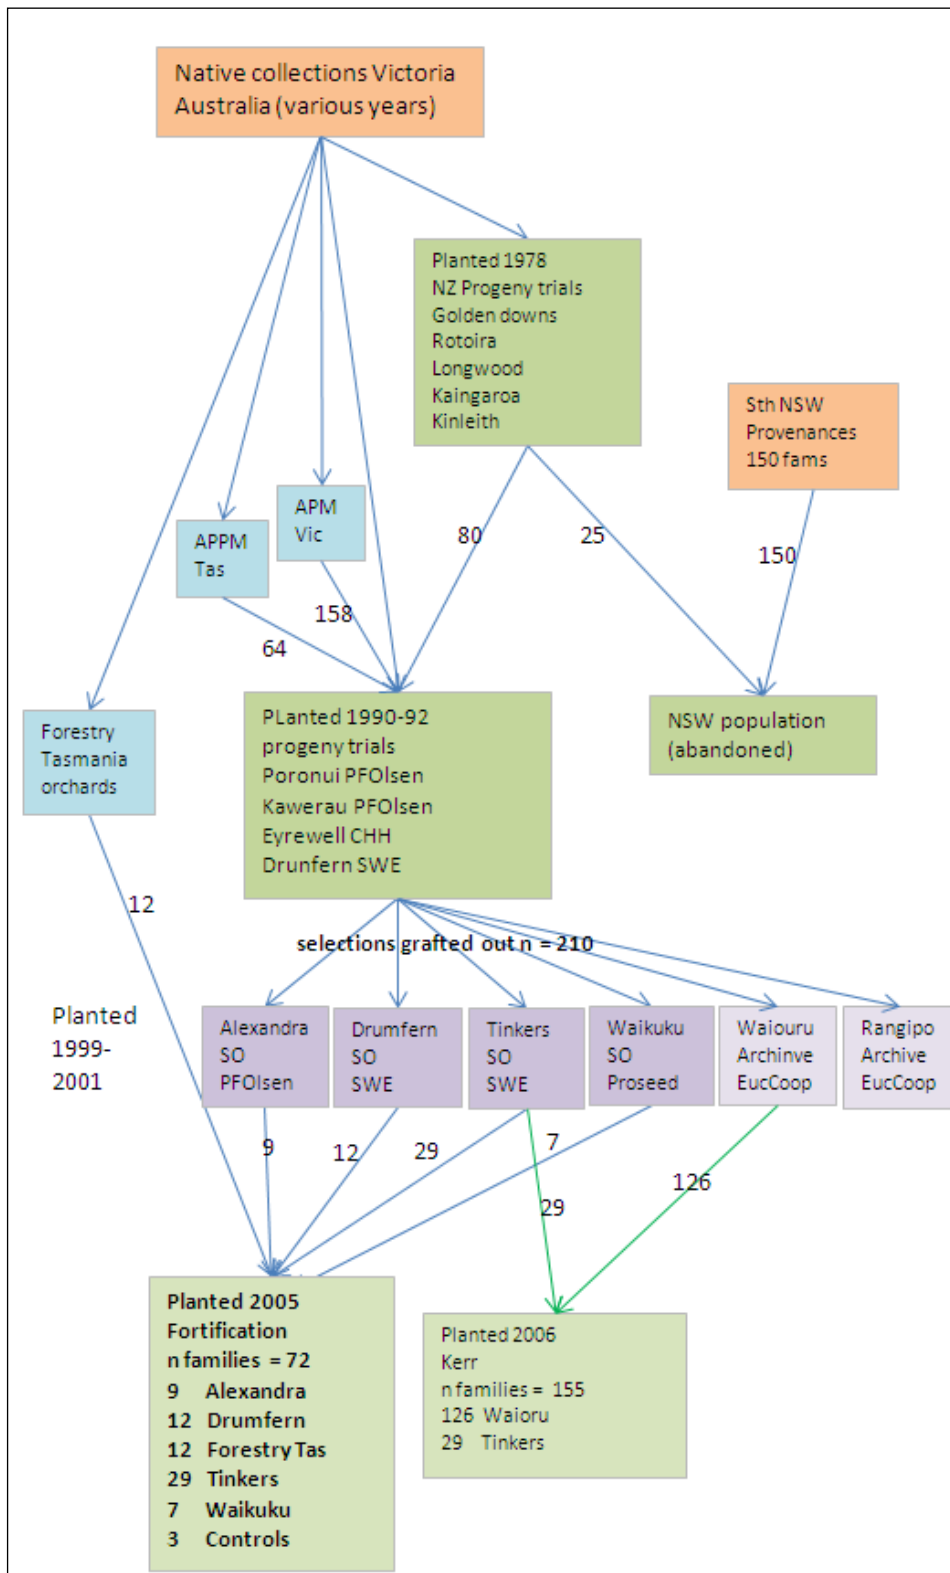 Native collections Victoria
Australia (various years)
Planted 1978
NZ Progeny trials
Golden downs
Rotoira
Longwood
Kaingaroa
Kinleith
Sth NSW
Provenances
150 fams
APM
Vic
APPM
Tas
80
25
150
158
64
Forestry
Tasmania
orchards
PLanted 1990-92
progeny trials
Poronui PFOlsen
Kawerau PFOlsen
Eyrewell CHH
Drunfern SWE
NSW population
(abandoned)
12
selections grafted out n = 210
Planted
1999-
2001
Alexandra
SO
PFOlsen
Drumfern
SO
SWE
Tinkers
SO
SWE
Waikuku
SO
Proseed
Waiouru
Archinve
EucCoop
Rangipo
Archive
EucCoop
9
12
29
7
29
126
Planted 2005
Fortification
n families = 72
9 Alexandra
12 Drumfern
12 Forestry Tas
29 Tinkers
7 Waikuku
3 Controls
Planted 2006
Kerr
n families = 155
126 Waioru
29 Tinkers